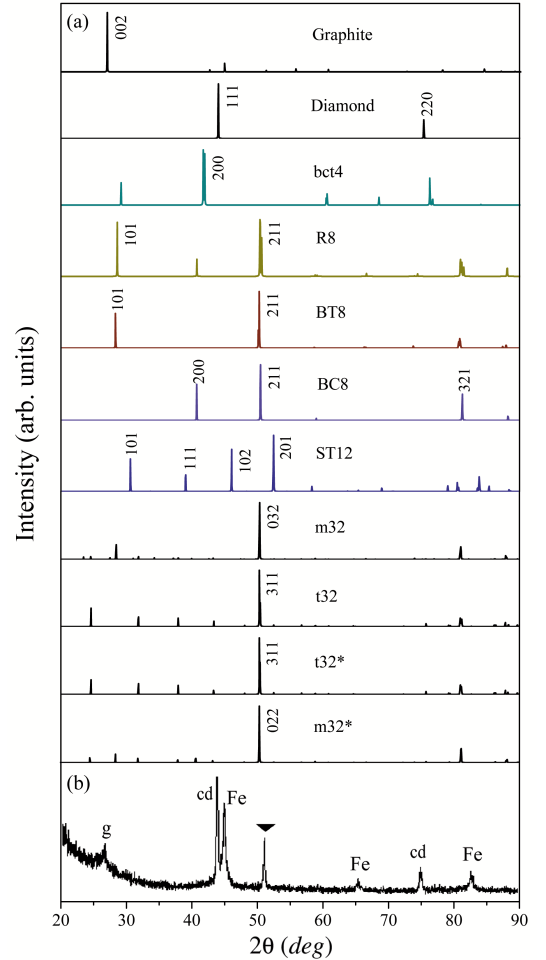 (a)
002
Graphite
111
Diamond
220
200
bct4
101
211
R8
101
211
BT8
200
211
BC8
321
101
111
102
201
ST12
032
m32
311
t32
311
t32*
022
m32*
Intensity (arb. units)
(b)
g
cd
Fe
Fe
cd
Fe
20 30 40 50 60 70 80 90
2θ (deg)